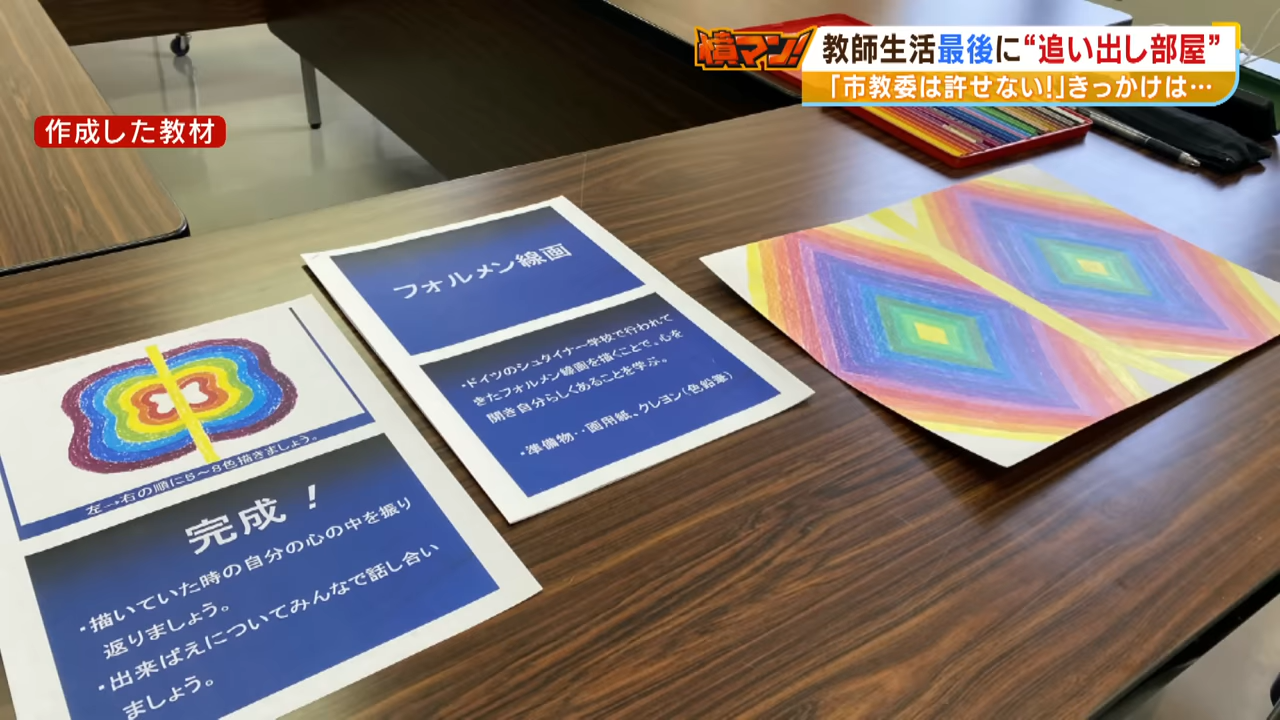 憤マン!
教師生活最後に“追い出し部屋”
「市教委は許せない!」きっかけは…
作成した教材
フォルメン線画
・ドイツのシュタイナー学校で行われて
きたフォルメン線画を描くことで、心を
開き自分らしくあることを学ぶ。
・準備物・・画用紙、クレヨン(色鉛筆)
左→右の順に5～8色描きましょう。
完成!
・描いていた時の自分の心の中を振り
返りましょう。
・出来ばえについてみんなで話し合い
ましょう。